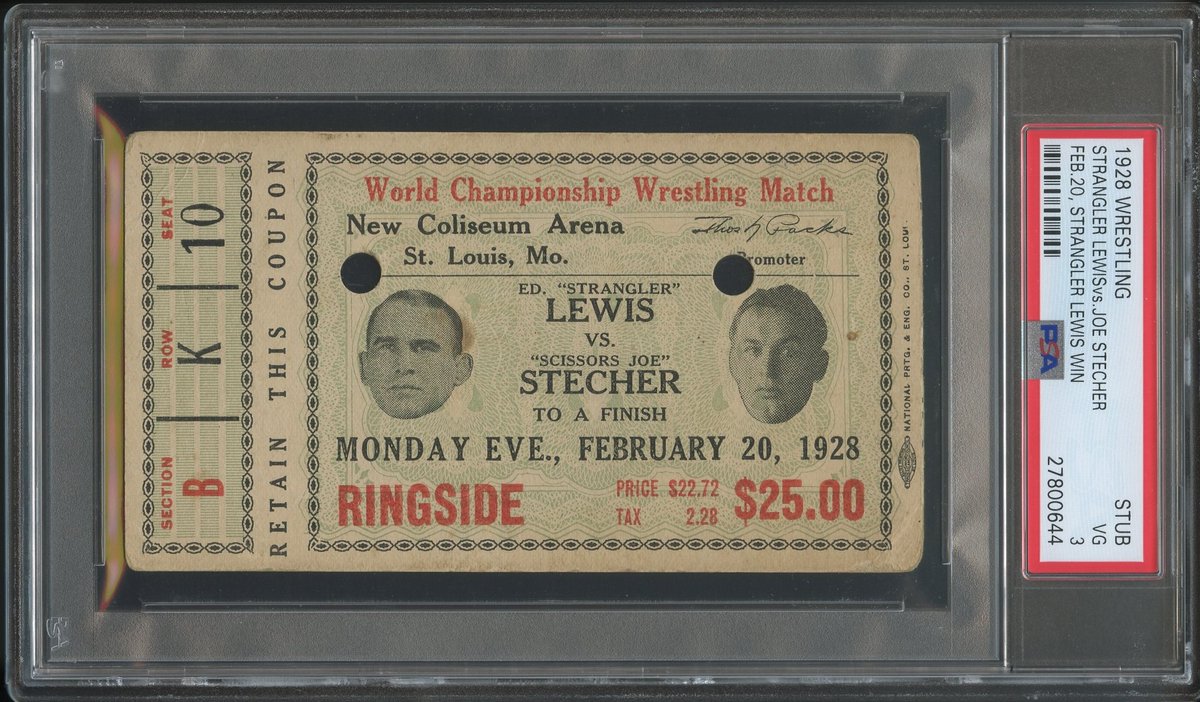 SEAT
10
ROW
K
SECTION
B
RETAIN THIS COUPON
World Championship Wrestling Match
New Coliseum Arena
St. Louis, Mo.
Thos N Packs
Promoter
ED. "STRANGLER"
LEWIS
VS.
"SCISSORS JOE"
STECHER
TO A FINISH
MONDAY EVE., FEBRUARY 20, 1928
RINGSIDE
PRICE $22.72
TAX 2.28
$25.00
NATIONAL PRTG. & ENG. CO., ST. LOUI
1928 WRESTLING
STRANGLER LEWISvs.JOE STECHER
FEB.20, STRANGLER LEWIS WIN
PSA
STUB
VG 3
27800644